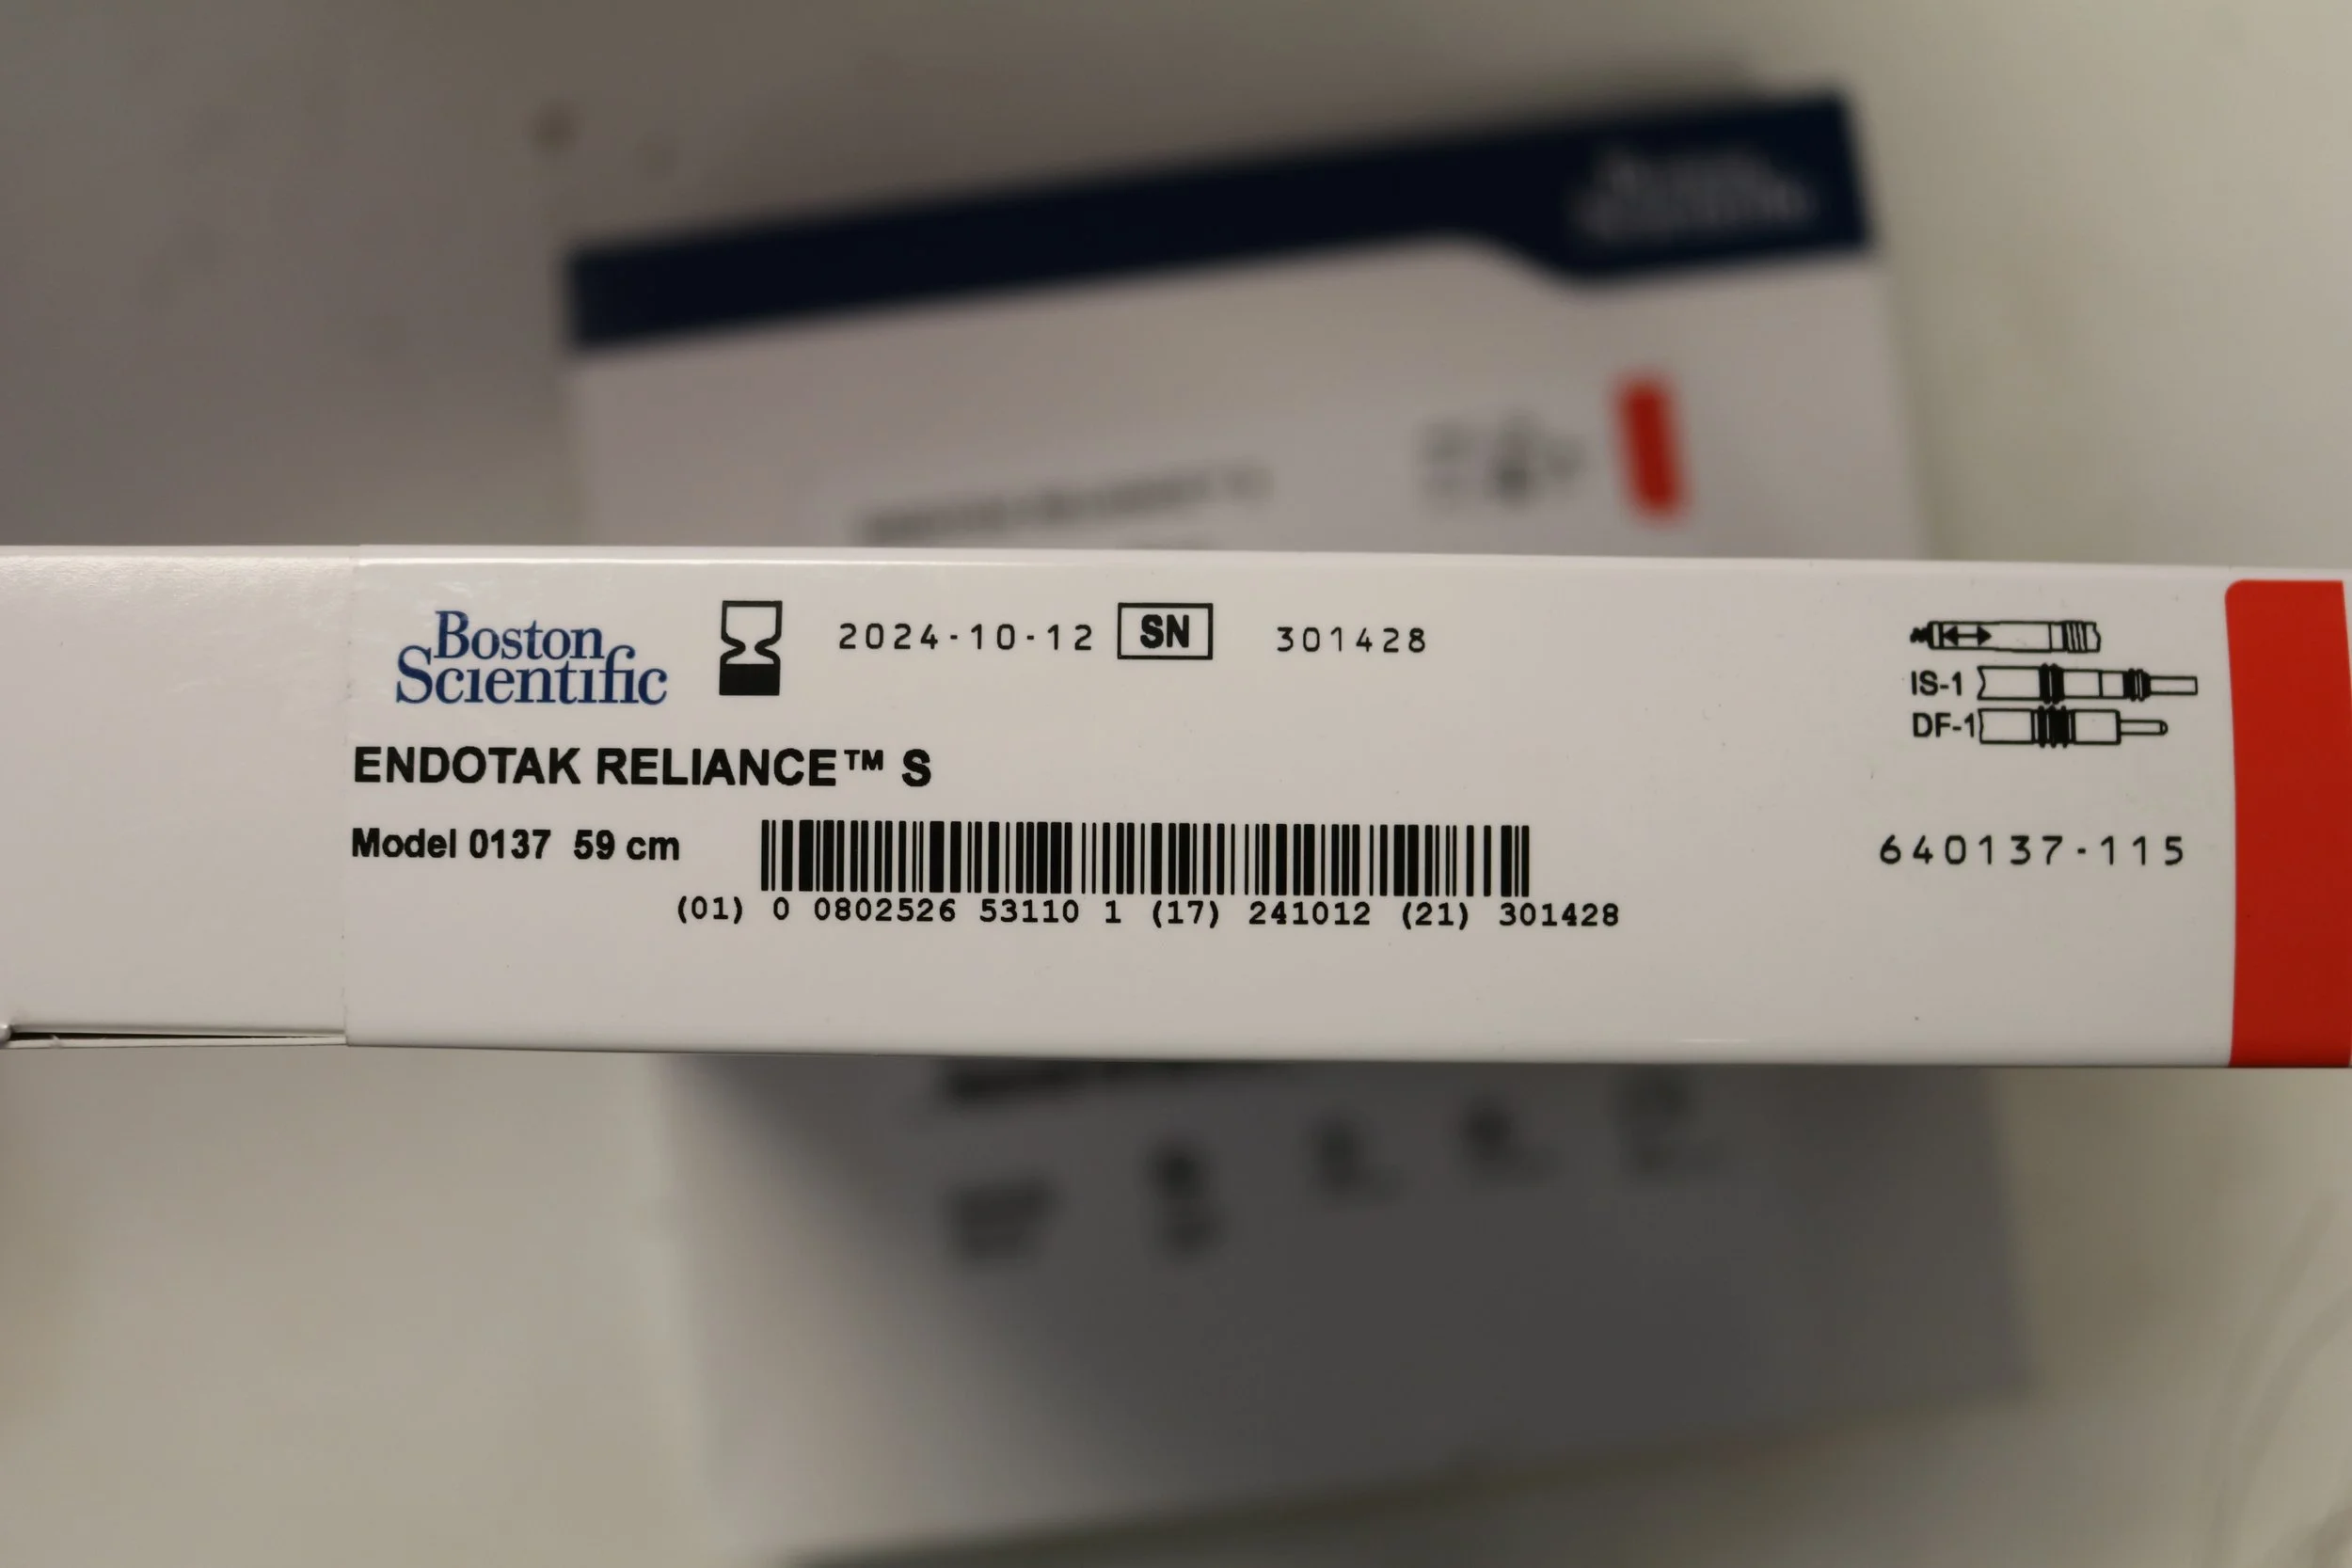 Boston
Scientific
2024-10-12 SN 301428
IS-1
DF-1
ENDOTAK RELIANCE™ S
Model 0137 59 cm
640137-115
(01) 0 0802526 53110 1 (17) 241012 (21) 301428